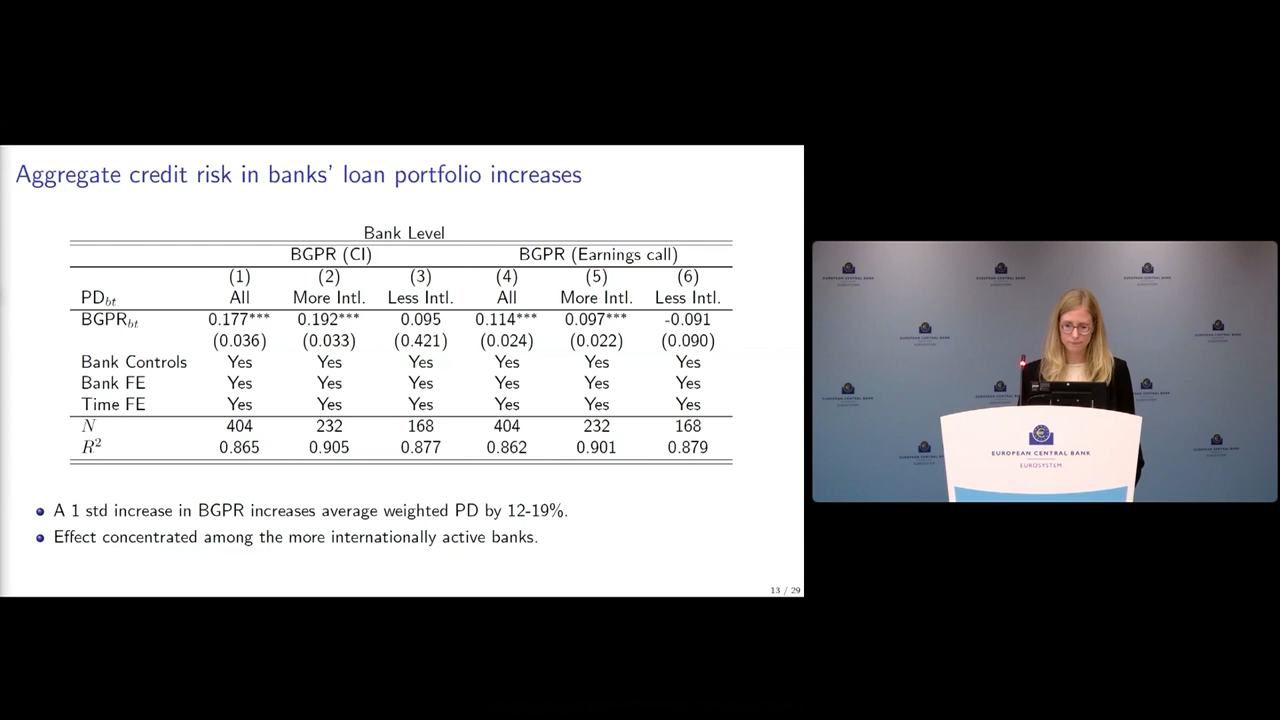 Aggregate credit risk in banks' loan portfolio increases
Bank Level
BGPR (CI) BGPR (Earnings call)
(1) (2) (3) (4) (5) (6)
PDbt All More Intl. Less Intl. All More Intl. Less Intl.
BGPRbt 0.177*** 0.192*** 0.095 0.114*** 0.097*** -0.091
(0.036) (0.033) (0.421) (0.024) (0.022) (0.090)
Bank Controls Yes Yes Yes Yes Yes Yes
Bank FE Yes Yes Yes Yes Yes Yes
Time FE Yes Yes Yes Yes Yes Yes
N 404 232 168 404 232 168
R² 0.865 0.905 0.877 0.862 0.901 0.879
A 1 std increase in BGPR increases average weighted PD by 12-19%.
Effect concentrated among the more internationally active banks.
13 / 29
EUROPEAN CENTRAL BANK
EUROSYSTEM